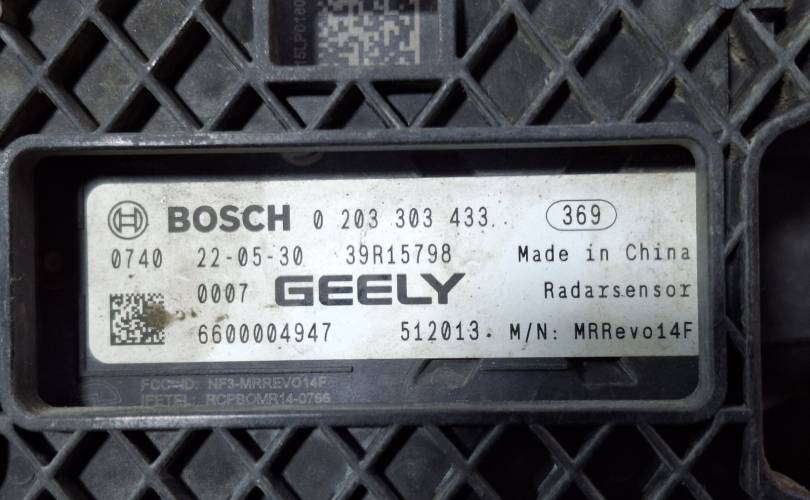 BOSCH 0 203 303 433 369
0740 22-05-30 39R15798 Made in China
0007 GEELY Radarsensor
6600004947 512013 M/N: MRRevo14F
FCC-ID: NF3-MRREVO14F
IFETEL: RCPBOMR14-0766